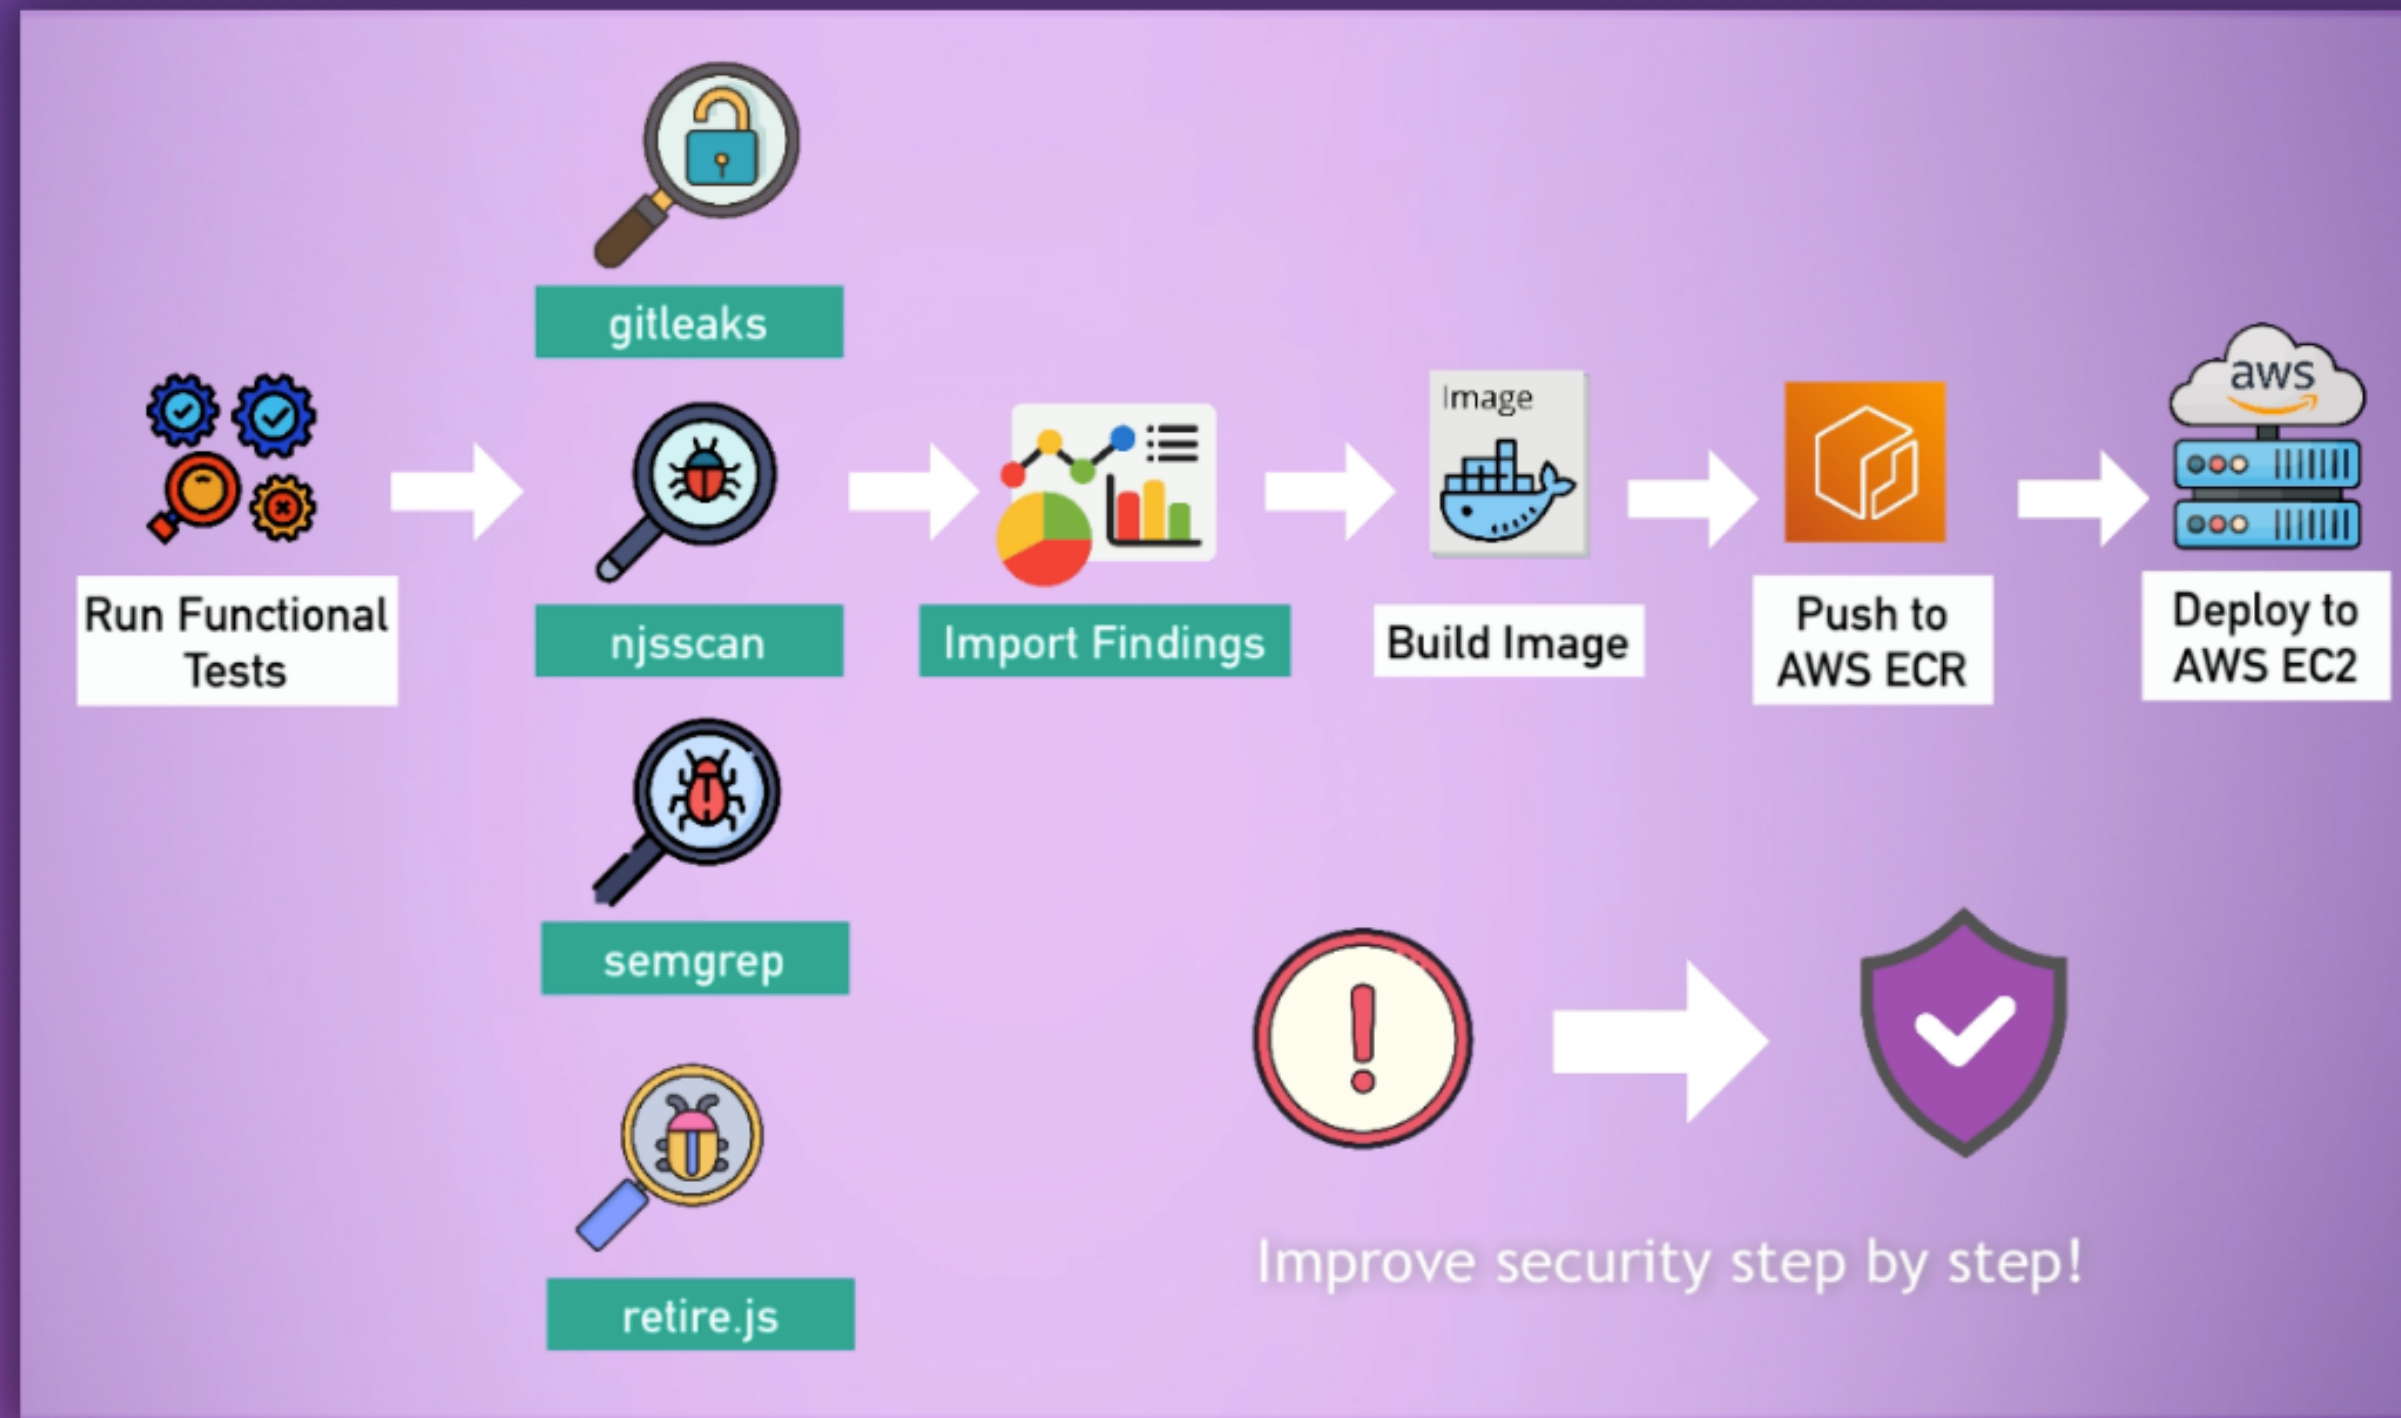 gitleaks
Run Functional
Tests
njsscan
Import Findings
Image
Build Image
Push to
AWS ECR
aws
Deploy to
AWS EC2
semgrep
retire.js
Improve security step by step!